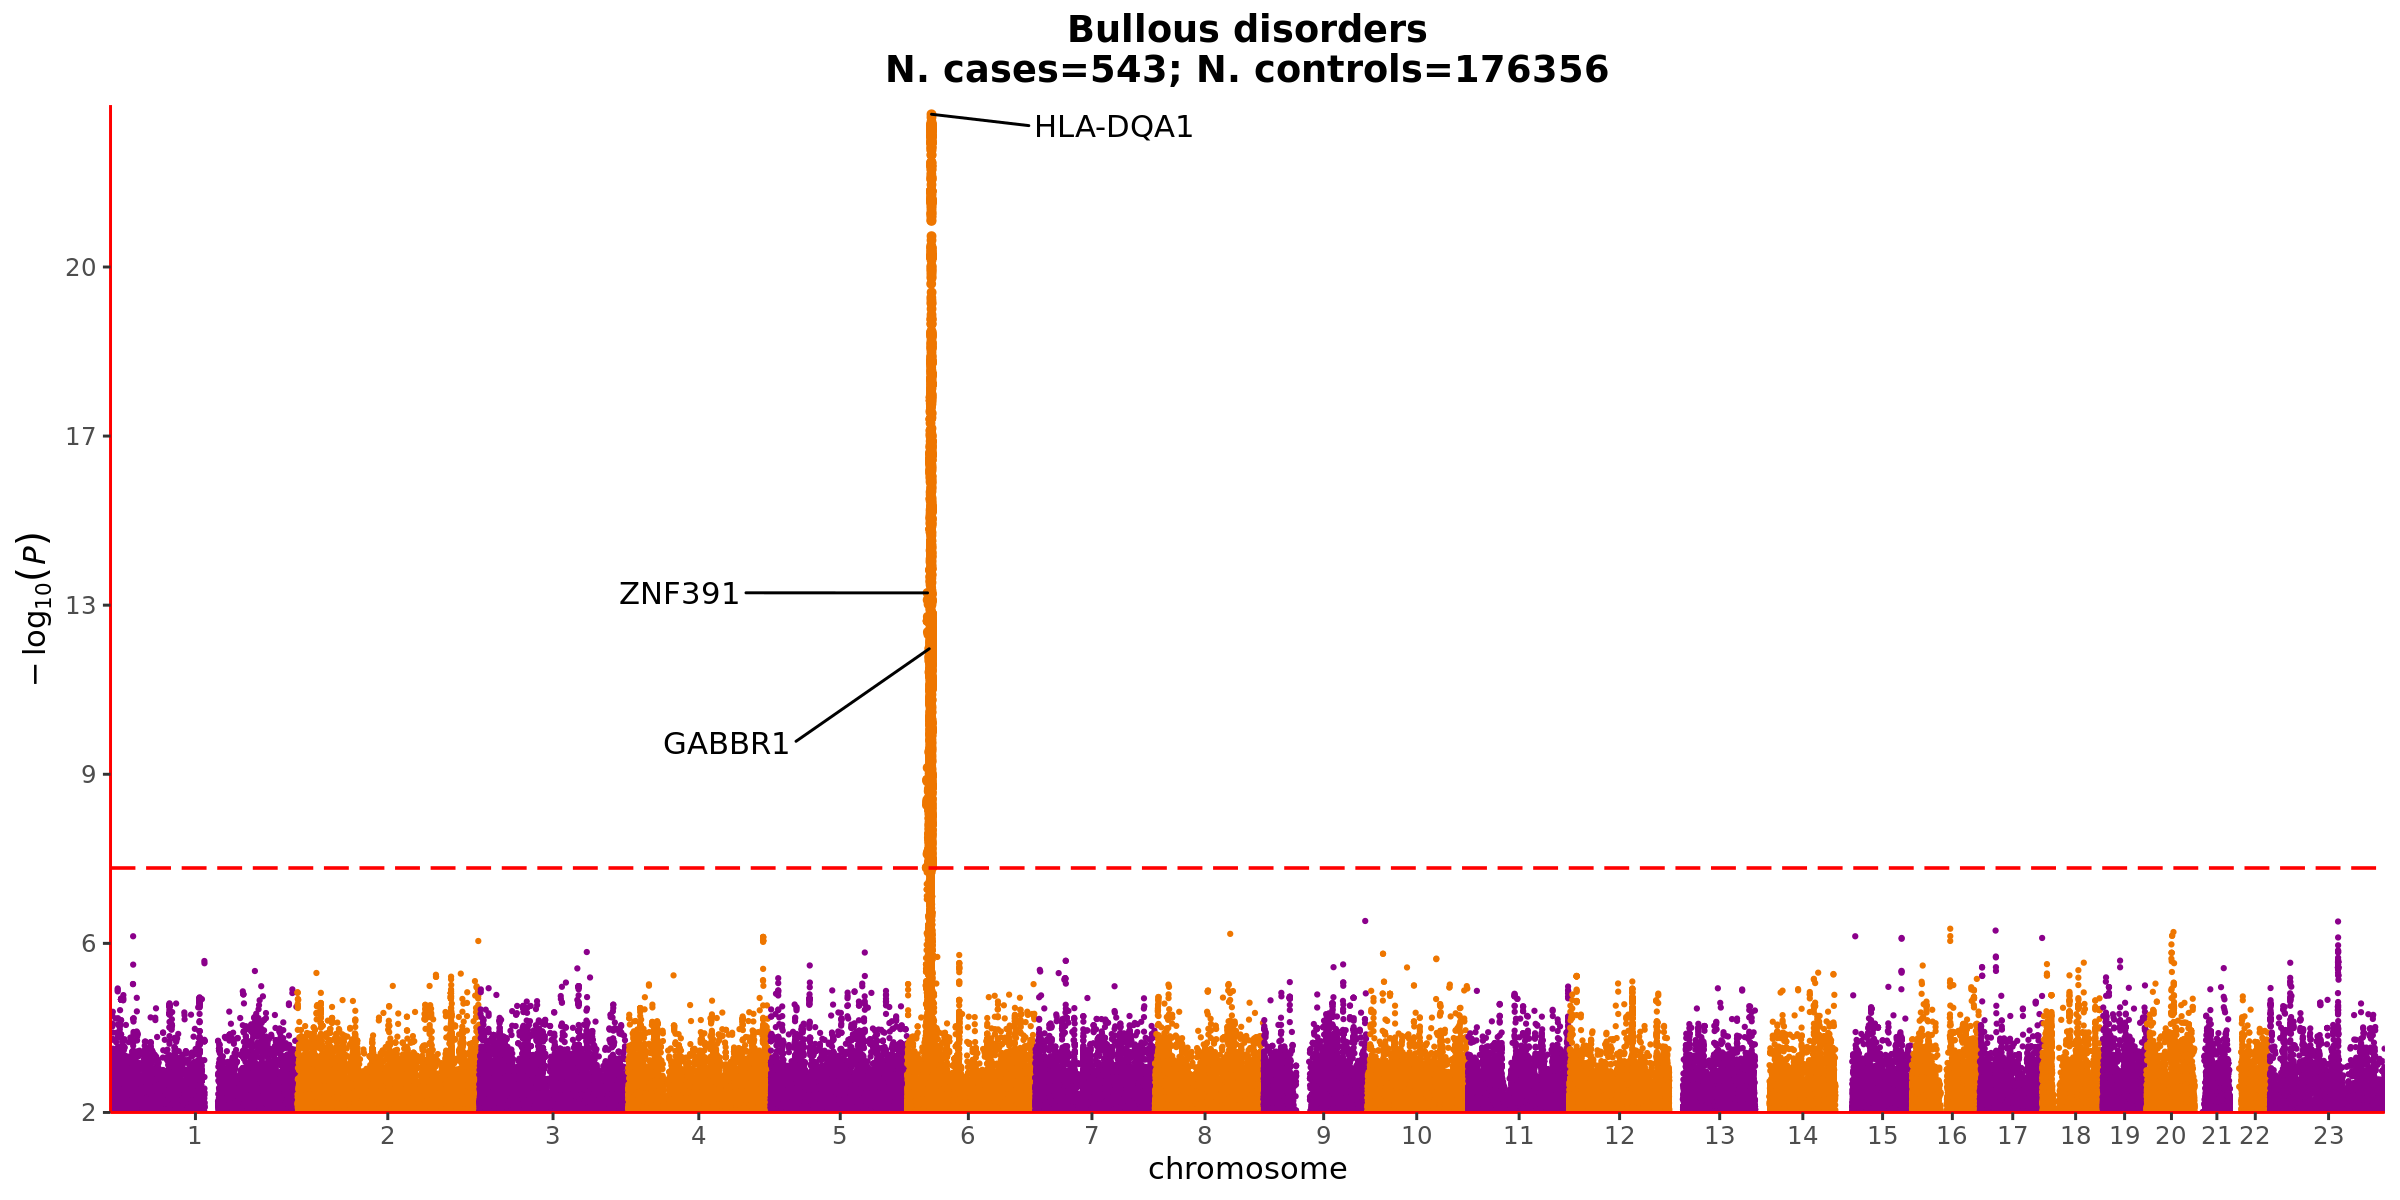 Bullous disorders
N. cases=543; N. controls=176356
HLA-DQA1
20
17
ZNF391
13
GABBR1
9
6
2
− log10(P)
1 2 3 4 5 6 7 8 9 10 11 12 13 14 15 16 17 18 19 20 21 22 23
chromosome